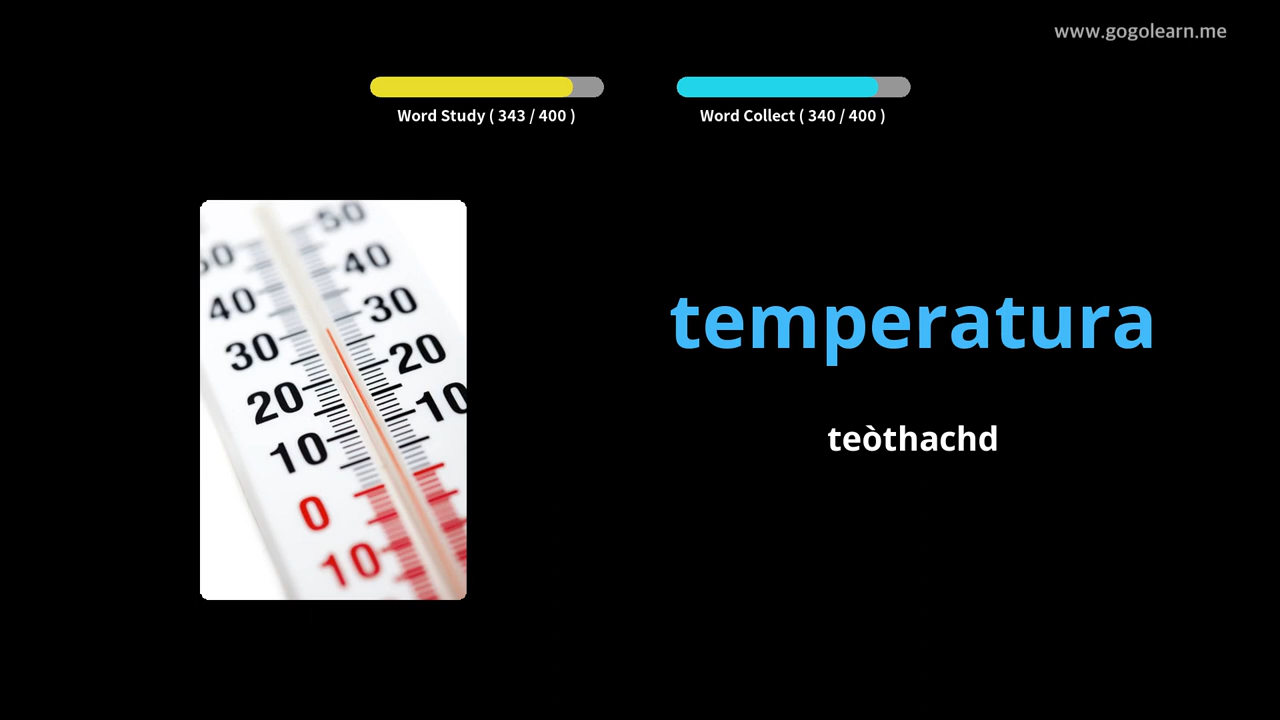 www.gogolearn.me
Word Study ( 343 / 400 )
Word Collect ( 340 / 400 )
50
40
30
20
10
40
30
20
10
0
10
temperatura
teòthachd